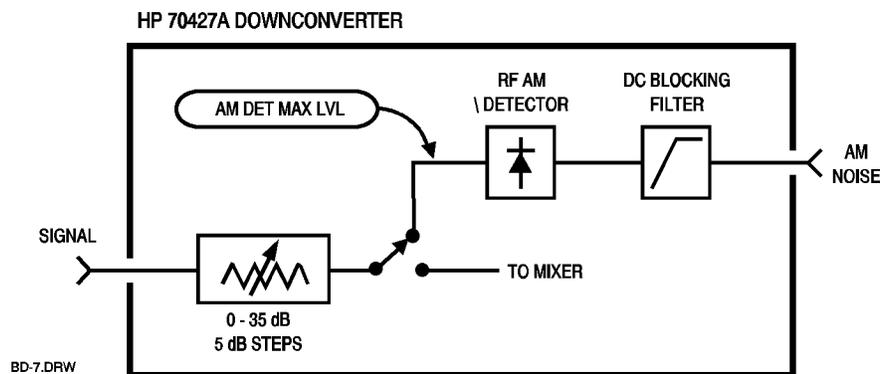 HP 70427A DOWNCONVERTER
AM DET MAX LVL
RF AM
\ DETECTOR
DC BLOCKING
FILTER
AM
NOISE
SIGNAL
TO MIXER
0 - 35 dB
5 dB STEPS
BD-7.DRW